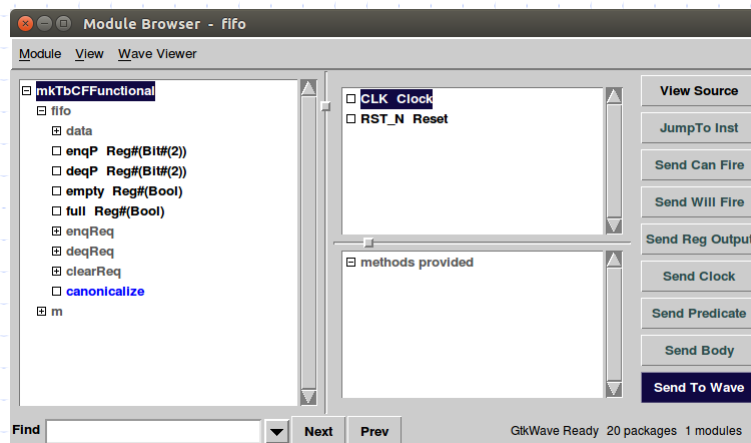 Module Browser - fifo
Module View Wave Viewer
mkTbCFFunctional
fifo
data
enqP Reg#(Bit#(2))
deqP Reg#(Bit#(2))
empty Reg#(Bool)
full Reg#(Bool)
enqReq
deqReq
clearReq
canonicalize
m
CLK Clock
RST_N Reset
methods provided
View Source
JumpTo Inst
Send Can Fire
Send Will Fire
Send Reg Output
Send Clock
Send Predicate
Send Body
Send To Wave
Find Next Prev GtkWave Ready 20 packages 1 modules